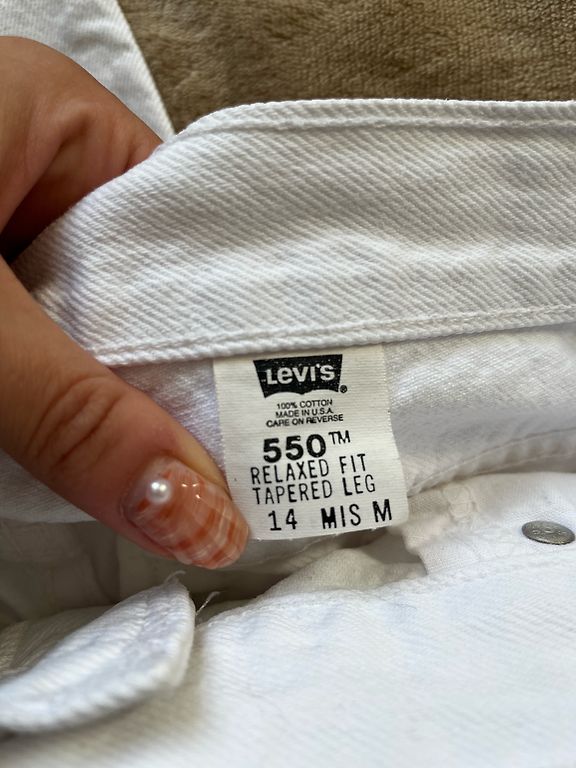 Levi's ®
100% COTTON
MADE IN U.S.A.
CARE ON REVERSE
550™
RELAXED FIT
TAPERED LEG
14 MIS M